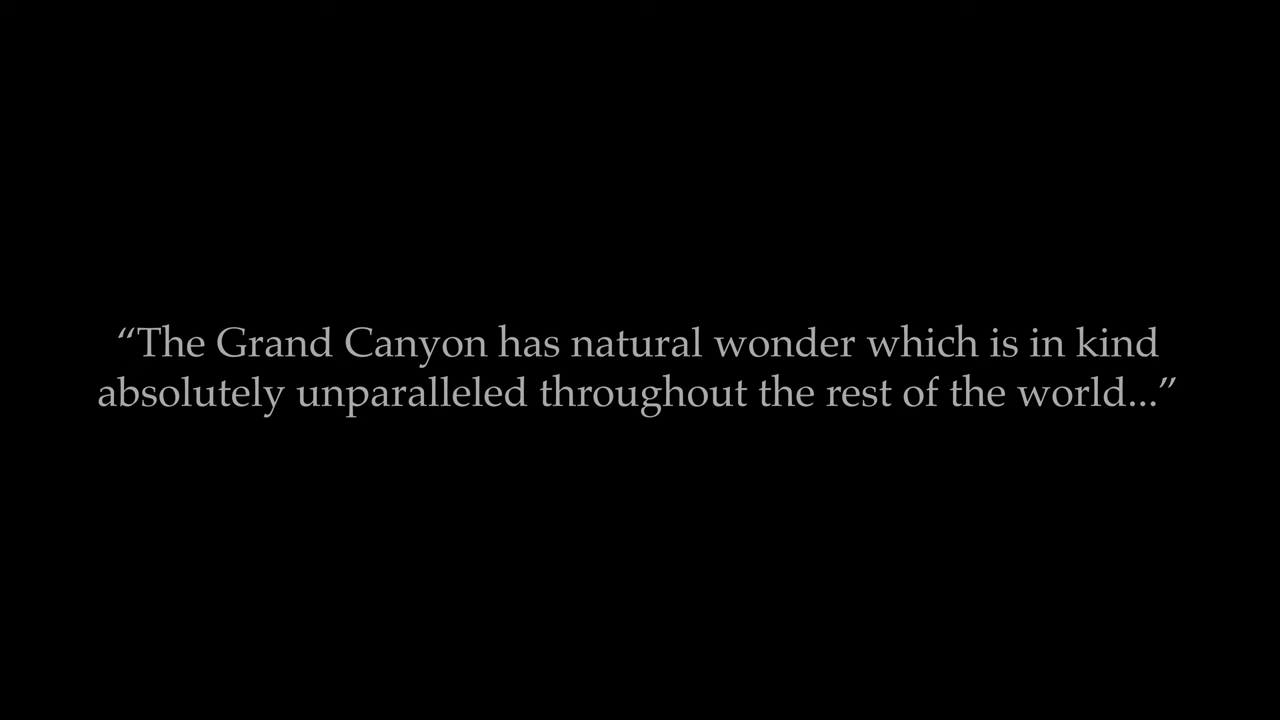 “The Grand Canyon has natural wonder which is in kind
absolutely unparalleled throughout the rest of the world...”